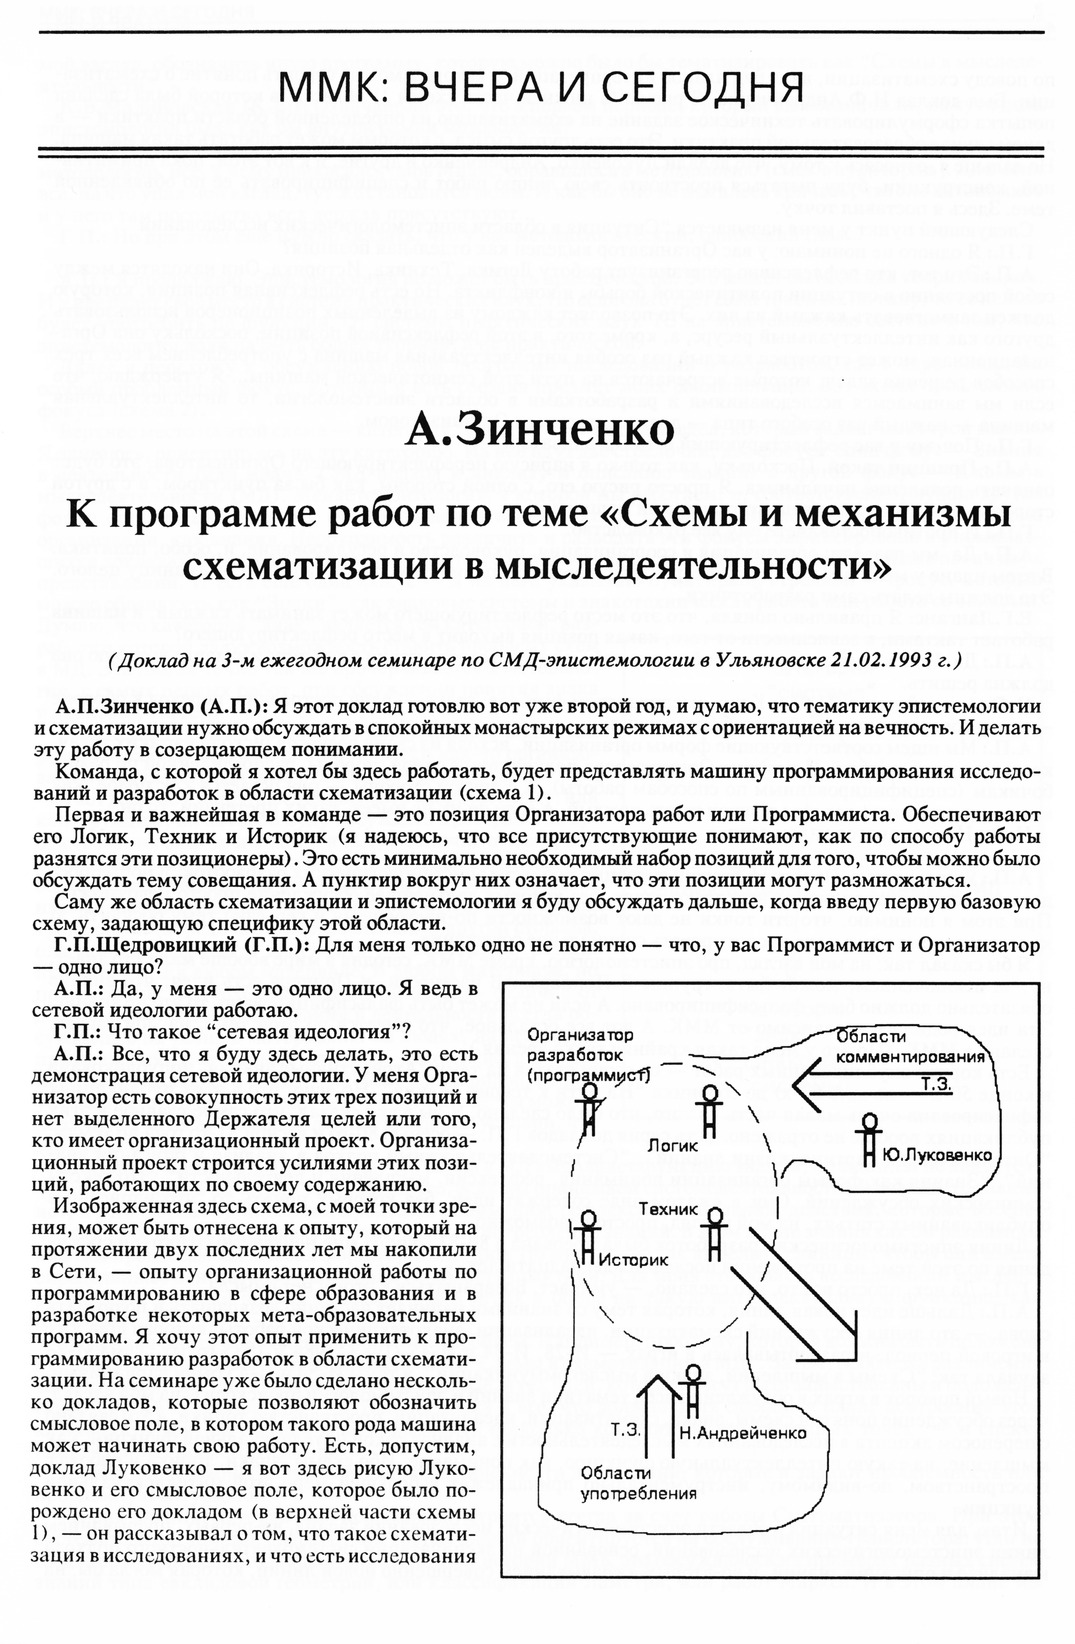 ММК: ВЧЕРА И СЕГОДНЯ
А.Зинченко
К программе работ по теме «Схемы и механизмы
схематизации в мыследеятельности»
(Доклад на 3-м ежегодном семинаре по СМД-эпистемологии в Ульяновске 21.02.1993 г.)
А.П.Зинченко (А.П.): Я этот доклад готовлю вот уже второй год, и думаю, что тематику эпистемологии
и схематизации нужно обсуждать в спокойных монастырских режимах с ориентацией на вечность. И делать
эту работу в созерцающем понимании.
Команда, с которой я хотел бы здесь работать, будет представлять машину программирования исследо-
ваний и разработок в области схематизации (схема 1).
Первая и важнейшая в команде — это позиция Организатора работ или Программиста. Обеспечивают
его Логик, Техник и Историк (я надеюсь, что все присутствующие понимают, как по способу работы
разнятся эти позиционеры). Это есть минимально необходимый набор позиций для того, чтобы можно было
обсуждать тему совещания. А пунктир вокруг них означает, что эти позиции могут размножаться.
Саму же область схематизации и эпистемологии я буду обсуждать дальше, когда введу первую базовую
схему, задающую специфику этой области.
Г.П.Щедровицкий (Г.П.): Для меня только одно не понятно — что, у вас Программист и Организатор
— одно лицо?
А.П.: Да, у меня — это одно лицо. Я ведь в
сетевой идеологии работаю.
Г.П.: Что такое “сетевая идеология”?
А.П.: Все, что я буду здесь делать, это есть
демонстрация сетевой идеологии. У меня Орга-
низатор есть совокупность этих трех позиций и
нет выделенного Держателя целей или того,
кто имеет организационный проект. Организа-
ционный проект строится усилиями этих пози-
ций, работающих по своему содержанию.
Изображенная здесь схема, с моей точки зре-
ния, может быть отнесена к опыту, который на
протяжении двух последних лет мы накопили
в Сети, — опыту организационной работы по
программированию в сфере образования и в
разработке некоторых мета-образовательных
программ. Я хочу этот опыт применить к про-
граммированию разработок в области схемати-
зации. На семинаре уже было сделано несколь-
ко докладов, которые позволяют обозначить
смысловое поле, в котором такого рода машина
может начинать свою работу. Есть, допустим,
доклад Луковенко — я вот здесь рисую Луко-
венко и его смысловое поле, которое было по-
рождено его докладом (в верхней части схемы
1), — он рассказывал о том, что такое схемати-
зация в исследованиях, и что есть исследования
Организатор
разработок
(программист)
Области
комментирования
Т.З.
Логик
Ю.Луковенко
Техник
Историк
Т.З.
Н.Андрейченко
Области
употребления